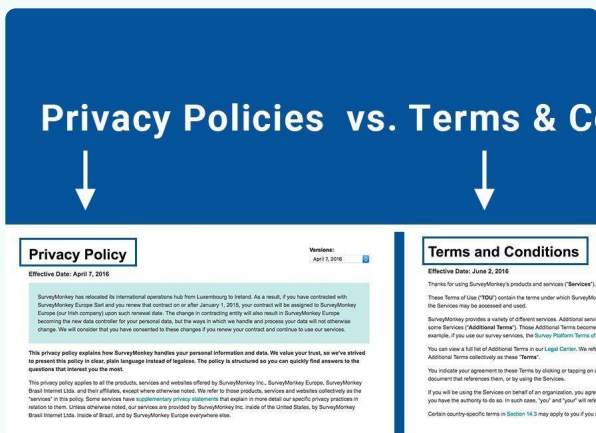 Privacy Policies vs. Terms & C
Privacy Policy
Versions:
April 7, 2016
Effective Date: April 7, 2016
SurveyMonkey has relocated its international operations hub from Luxembourg to Ireland. As a result, if you have contracted with
SurveyMonkey Europe Sarl and you renew that contract on or after January 1, 2015, your contract will be assigned to SurveyMonkey
Europe (our Irish company) upon such renewal date. The change in contracting entity will also result in SurveyMonkey Europe
becoming the new data controller for your personal data, but the ways in which we handle and process your data will not otherwise
change. We will consider that you have consented to these changes if you renew your contract and continue to use our services.
This privacy policy explains how SurveyMonkey handles your personal information and data. We value your trust, so we've strived
to present this policy in clear, plain language instead of legalese. The policy is structured so you can quickly find answers to the
questions that interest you the most.
This privacy policy applies to all the products, services and websites offered by SurveyMonkey Inc., SurveyMonkey Europe, SurveyMonkey
Brasil Internet Ltda. and their affiliates, except where otherwise noted. We refer to those products, services and websites collectively as the
"services" in this policy. Some services have supplementary privacy statements that explain in more detail our specific privacy practices in
relation to them. Unless otherwise noted, our services are provided by SurveyMonkey Inc. inside of the United States, by SurveyMonkey
Brasil Internet Ltda. inside of Brazil, and by SurveyMonkey Europe everywhere else.
Terms and Conditions
Effective Date: June 2, 2016
Thanks for using SurveyMonkey's products and services ("Services").
These Terms of Use ("TOU") contain the terms under which SurveyMo
the Services may be accessed and used.
SurveyMonkey provides a variety of different services. Additional servi
some Services ("Additional Terms"). Those Additional Terms become
example, if you use our survey services, the Survey Platform Terms of
You can view a full list of Additional Terms in our Legal Center. We refe
Additional Terms collectively as these "Terms".
You indicate your agreement to these Terms by clicking or tapping on a
document that references them, or by using the Services.
If you will be using the Services on behalf of an organization, you agre
you have the authority to do so. In such case, "you" and "your" will refe
Certain country-specific terms in Section 14.3 may apply to you if you a